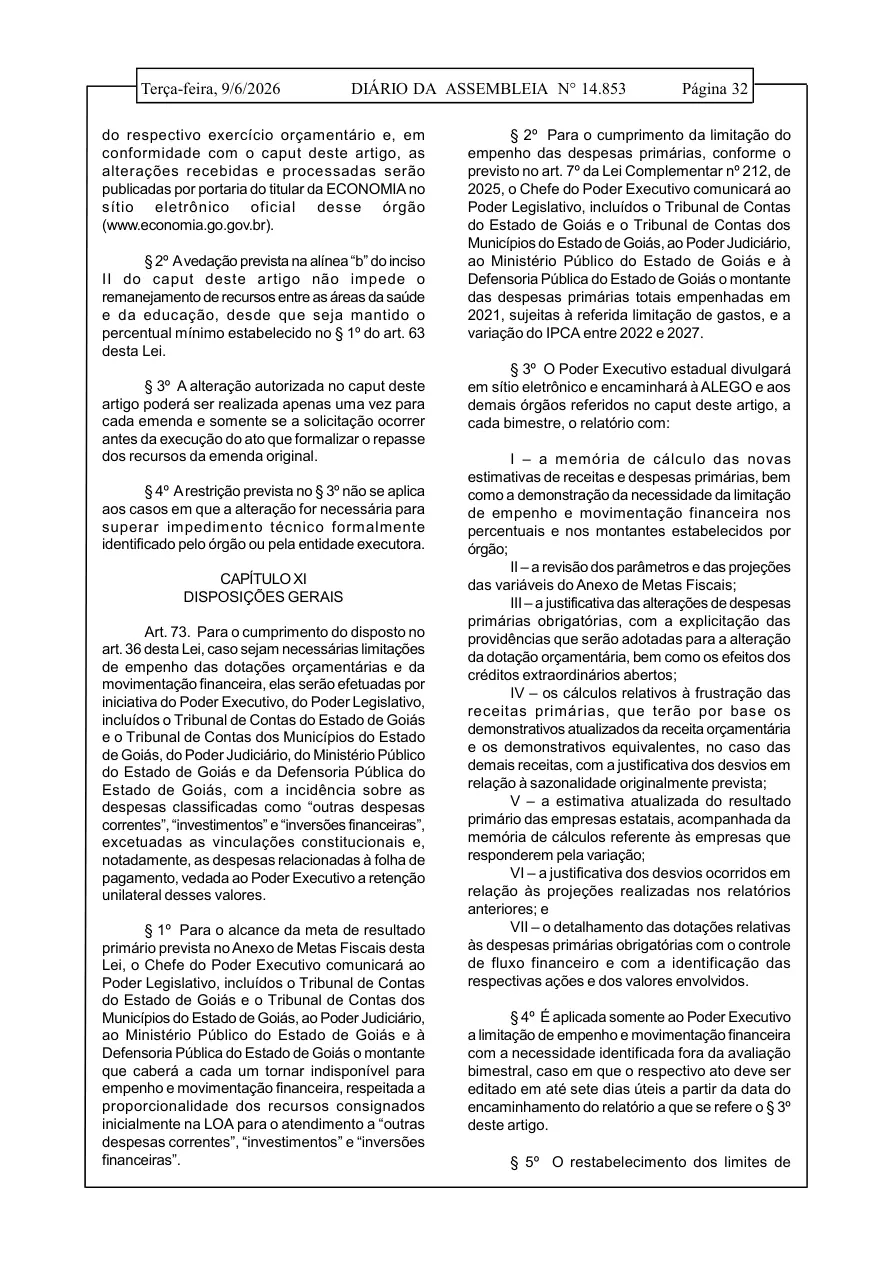 Terça-feira, 9/6/2026 DIÁRIO DA ASSEMBLEIA N° 14.853 Página 32
do respectivo exercício orçamentário e, em
conformidade com o caput deste artigo, as
alterações recebidas e processadas serão
publicadas por portaria do titular da ECONOMIA no
sítio eletrônico oficial desse órgão
(www.economia.go.gov.br).
§ 2º A vedação prevista na alínea “b” do inciso
II do caput deste artigo não impede o
remanejamento de recursos entre as áreas da saúde
e da educação, desde que seja mantido o
percentual mínimo estabelecido no § 1º do art. 63
desta Lei.
§ 3º A alteração autorizada no caput deste
artigo poderá ser realizada apenas uma vez para
cada emenda e somente se a solicitação ocorrer
antes da execução do ato que formalizar o repasse
dos recursos da emenda original.
§ 4º A restrição prevista no § 3º não se aplica
aos casos em que a alteração for necessária para
superar impedimento técnico formalmente
identificado pelo órgão ou pela entidade executora.
CAPÍTULO XI
DISPOSIÇÕES GERAIS
Art. 73. Para o cumprimento do disposto no
art. 36 desta Lei, caso sejam necessárias limitações
de empenho das dotações orçamentárias e da
movimentação financeira, elas serão efetuadas por
iniciativa do Poder Executivo, do Poder Legislativo,
incluídos o Tribunal de Contas do Estado de Goiás
e o Tribunal de Contas dos Municípios do Estado
de Goiás, do Poder Judiciário, do Ministério Público
do Estado de Goiás e da Defensoria Pública do
Estado de Goiás, com a incidência sobre as
despesas classificadas como “outras despesas
correntes”, “investimentos” e “inversões financeiras”,
excetuadas as vinculações constitucionais e,
notadamente, as despesas relacionadas à folha de
pagamento, vedada ao Poder Executivo a retenção
unilateral desses valores.
§ 1º Para o alcance da meta de resultado
primário prevista no Anexo de Metas Fiscais desta
Lei, o Chefe do Poder Executivo comunicará ao
Poder Legislativo, incluídos o Tribunal de Contas
do Estado de Goiás e o Tribunal de Contas dos
Municípios do Estado de Goiás, ao Poder Judiciário,
ao Ministério Público do Estado de Goiás e à
Defensoria Pública do Estado de Goiás o montante
que caberá a cada um tornar indisponível para
empenho e movimentação financeira, respeitada a
proporcionalidade dos recursos consignados
inicialmente na LOA para o atendimento a “outras
despesas correntes”, “investimentos” e “inversões
financeiras”.
§ 2º Para o cumprimento da limitação do
empenho das despesas primárias, conforme o
previsto no art. 7º da Lei Complementar nº 212, de
2025, o Chefe do Poder Executivo comunicará ao
Poder Legislativo, incluídos o Tribunal de Contas
do Estado de Goiás e o Tribunal de Contas dos
Municípios do Estado de Goiás, ao Poder Judiciário,
ao Ministério Público do Estado de Goiás e à
Defensoria Pública do Estado de Goiás o montante
das despesas primárias totais empenhadas em
2021, sujeitas à referida limitação de gastos, e a
variação do IPCA entre 2022 e 2027.
§ 3º O Poder Executivo estadual divulgará
em sítio eletrônico e encaminhará à ALEGO e aos
demais órgãos referidos no caput deste artigo, a
cada bimestre, o relatório com:
I – a memória de cálculo das novas
estimativas de receitas e despesas primárias, bem
como a demonstração da necessidade da limitação
de empenho e movimentação financeira nos
percentuais e nos montantes estabelecidos por
órgão;
II – a revisão dos parâmetros e das projeções
das variáveis do Anexo de Metas Fiscais;
III – a justificativa das alterações de despesas
primárias obrigatórias, com a explicitação das
providências que serão adotadas para a alteração
da dotação orçamentária, bem como os efeitos dos
créditos extraordinários abertos;
IV – os cálculos relativos à frustração das
receitas primárias, que terão por base os
demonstrativos atualizados da receita orçamentária
e os demonstrativos equivalentes, no caso das
demais receitas, com a justificativa dos desvios em
relação à sazonalidade originalmente prevista;
V – a estimativa atualizada do resultado
primário das empresas estatais, acompanhada da
memória de cálculos referente às empresas que
responderem pela variação;
VI – a justificativa dos desvios ocorridos em
relação às projeções realizadas nos relatórios
anteriores; e
VII – o detalhamento das dotações relativas
às despesas primárias obrigatórias com o controle
de fluxo financeiro e com a identificação das
respectivas ações e dos valores envolvidos.
§ 4º É aplicada somente ao Poder Executivo
a limitação de empenho e movimentação financeira
com a necessidade identificada fora da avaliação
bimestral, caso em que o respectivo ato deve ser
editado em até sete dias úteis a partir da data do
encaminhamento do relatório a que se refere o § 3º
deste artigo.
§ 5º O restabelecimento dos limites de